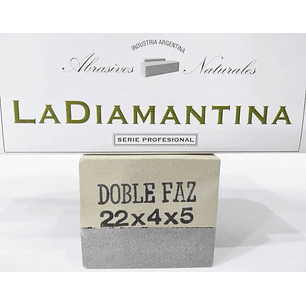 INDUSTRIA ARGENTINA
Abrasivos Naturales
LADIAMANTINA
SERIE PROFESIONAL
DOBLE FAZ
22x4x5